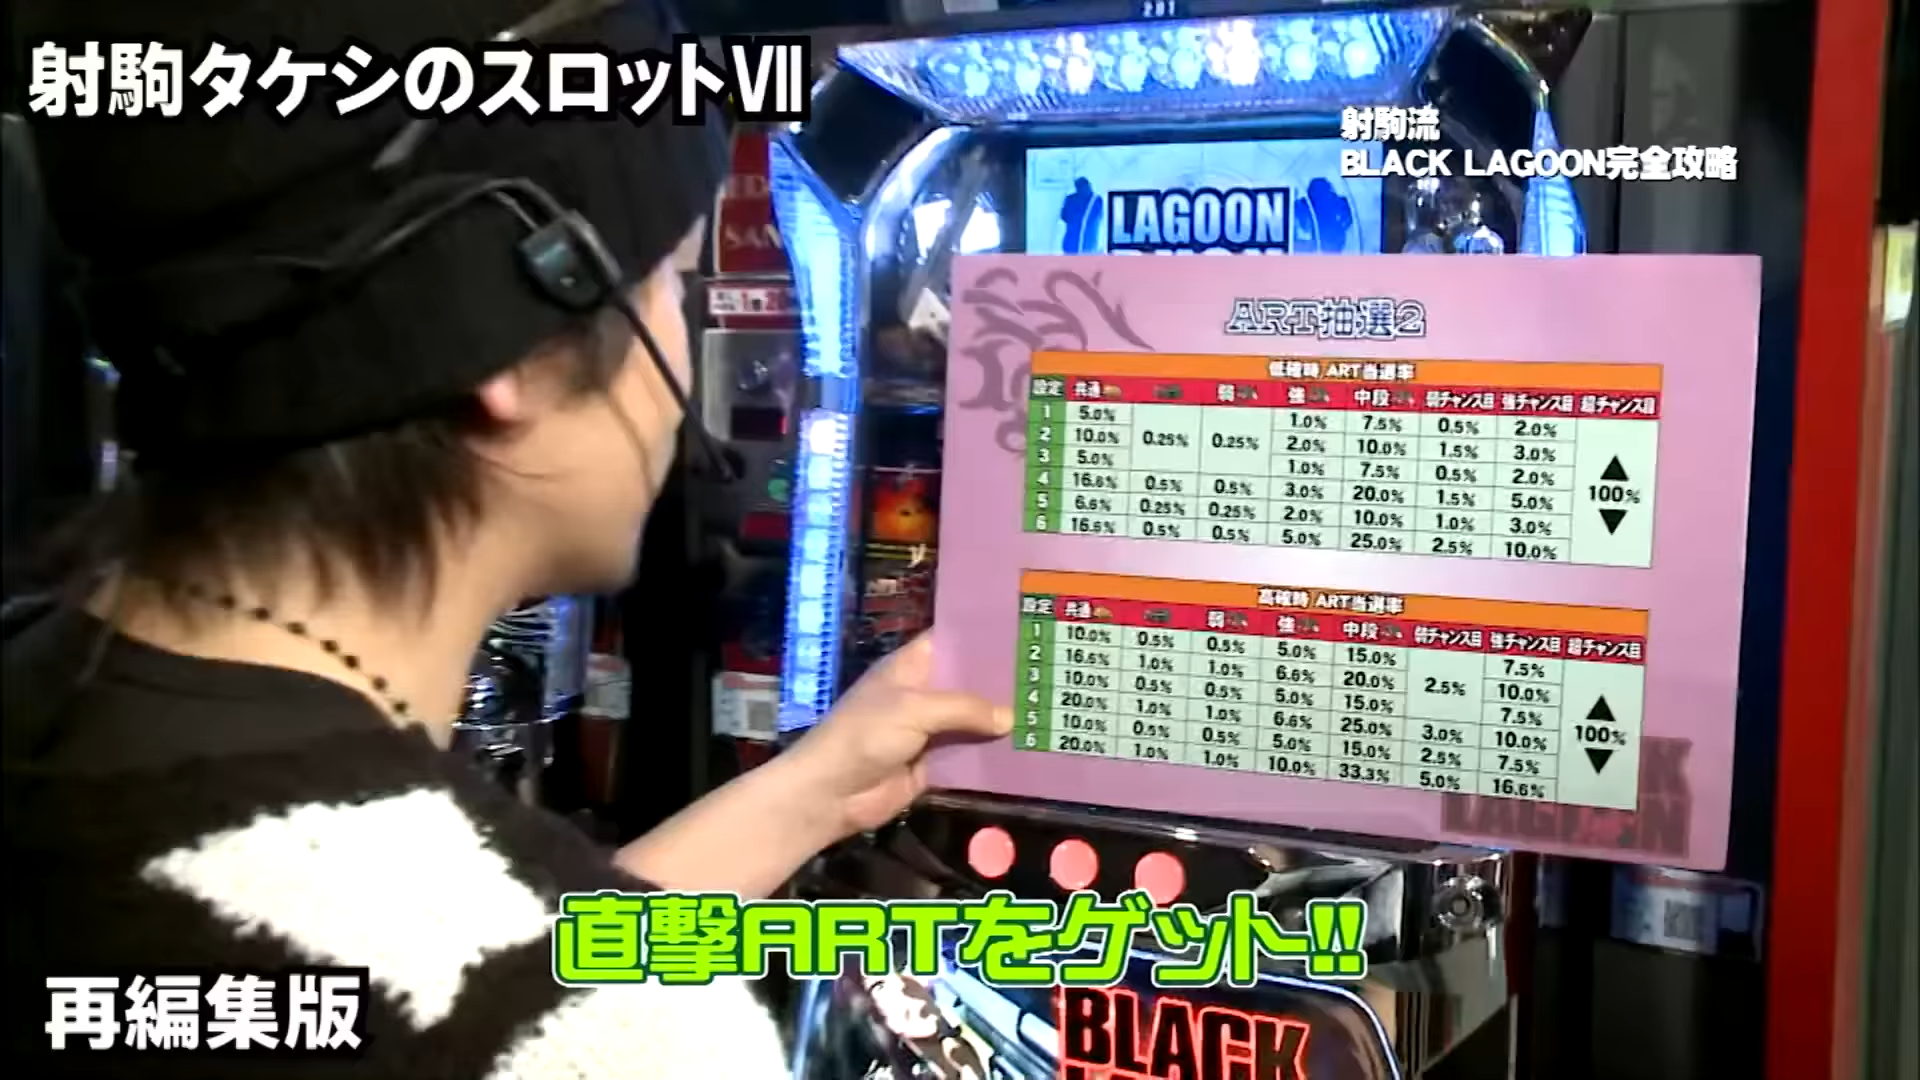 281
射駒タケシのスロットⅦ
射駒流
BLACK LAGOON完全攻略
LAGOON
ART抽選2
低確時 ART当選率
設定 共通 弱 強 中段 弱チャンス目 強チャンス目 超チャンス目
1 5.0% 0.25% 0.25% 1.0% 7.5% 0.5% 2.0% ▲100%▼
2 10.0% 2.0% 10.0% 1.5% 3.0%
3 5.0% 1.0% 7.5% 0.5% 2.0%
4 16.6% 0.5% 0.5% 3.0% 20.0% 1.5% 5.0%
5 6.6% 0.25% 0.25% 2.0% 10.0% 1.0% 3.0%
6 16.6% 0.5% 0.5% 5.0% 25.0% 2.5% 10.0%
高確時 ART当選率
設定 共通 弱 強 中段 弱チャンス目 強チャンス目 超チャンス目
1 10.0% 0.5% 0.5% 5.0% 15.0% 2.5% 7.5% ▲100%▼
2 16.6% 1.0% 1.0% 6.6% 20.0% 10.0%
3 10.0% 0.5% 0.5% 5.0% 15.0% 7.5%
4 20.0% 1.0% 1.0% 6.6% 25.0% 3.0% 10.0%
5 10.0% 0.5% 0.5% 5.0% 15.0% 2.5% 7.5%
6 20.0% 1.0% 1.0% 10.0% 33.3% 5.0% 16.6%
LAGOON
直撃ARTをゲット!!
再編集版
BLACK